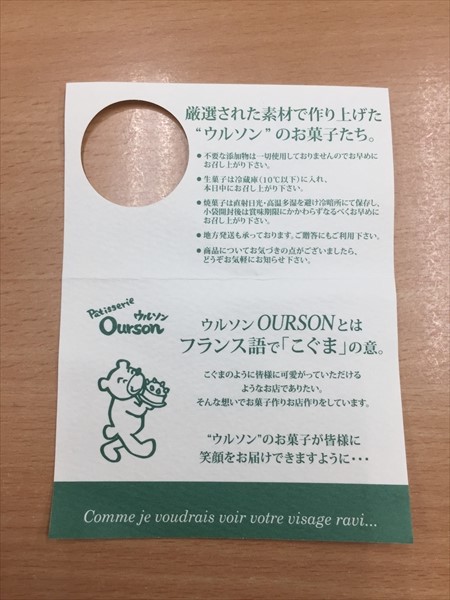 厳選された素材で作り上げた
“ウルソン”のお菓子たち。
●不要な添加物は一切使用しておりませんのでお早めに
お召し上がり下さい。
●生菓子は冷蔵庫(10℃以下)に入れ、
本日中にお召し上がり下さい。
●焼菓子は直射日光・高温多湿を避け冷暗所にて保存し、
小袋開封後は賞味期限にかかわらずなるべくお早めに
お召し上がり下さい。
●地方発送も承っております。ご贈答にもご利用下さい。
●商品についてお気づきの点がございましたら、
どうぞお気軽にお知らせ下さい。
Patisserie
ウルソン
Ourson
ウルソン OURSONとは
フランス語で「こぐま」の意。
こぐまのように皆様に可愛がっていただける
ようなお店でありたい。
そんな想いでお菓子作りお店作りをしています。
“ウルソン”のお菓子が皆様に
笑顔をお届けできますように・・・
Comme je voudrais voir votre visage ravi...